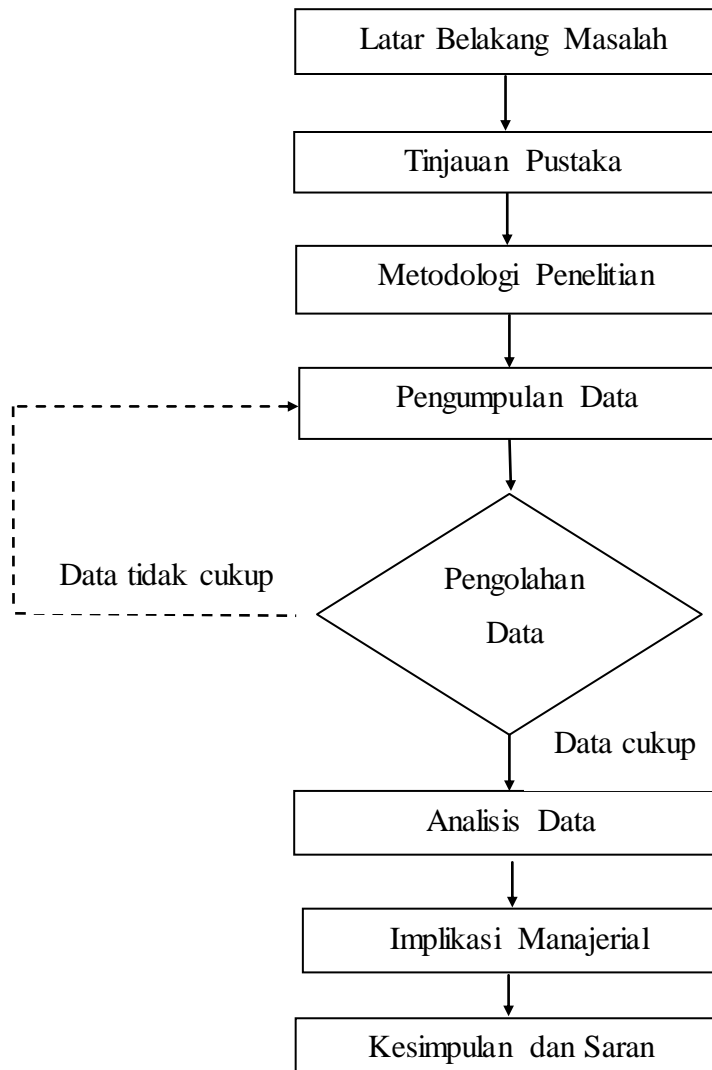 Latar Belakang Masalah
Tinjauan Pustaka
Metodologi Penelitian
Pengumpulan Data
Data tidak cukup
Pengolahan
Data
Data cukup
Analisis Data
Implikasi Manajerial
Kesimpulan dan Saran